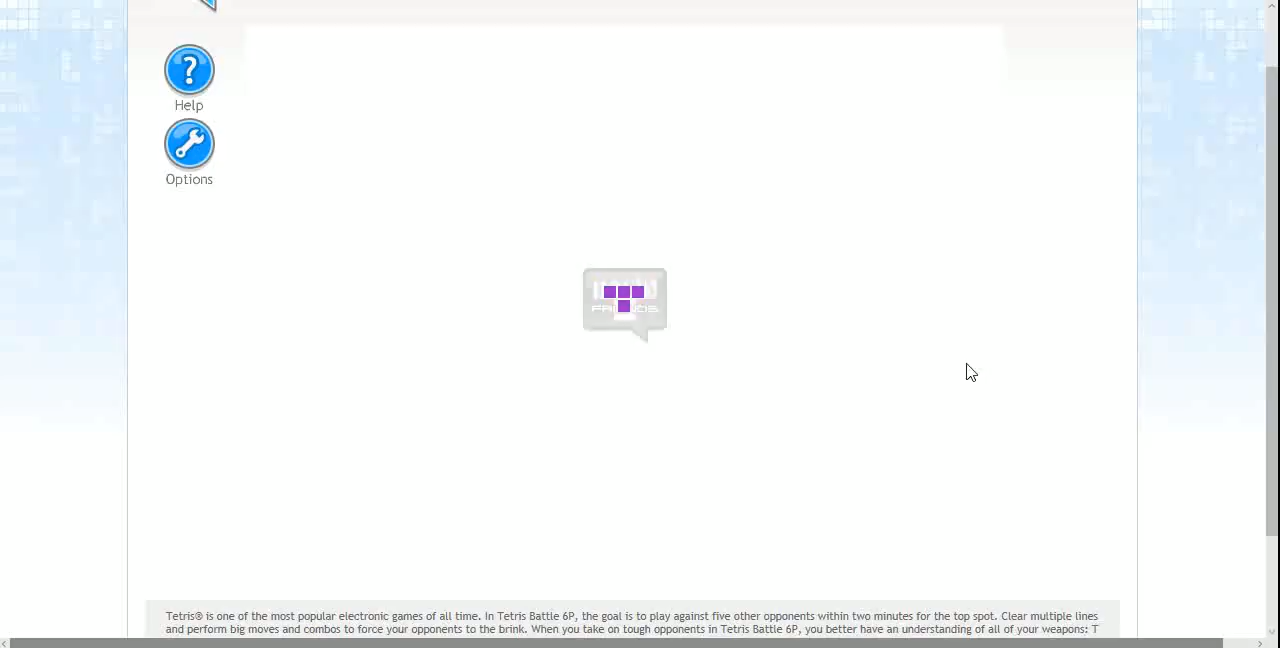 Help
Options
FRIENDS
Tetris® is one of the most popular electronic games of all time. In Tetris Battle 6P, the goal is to play against five other opponents within two minutes for the top spot. Clear multiple lines
and perform big moves and combos to force your opponents to the brink. When you take on tough opponents in Tetris Battle 6P, you better have an understanding of all of your weapons: T